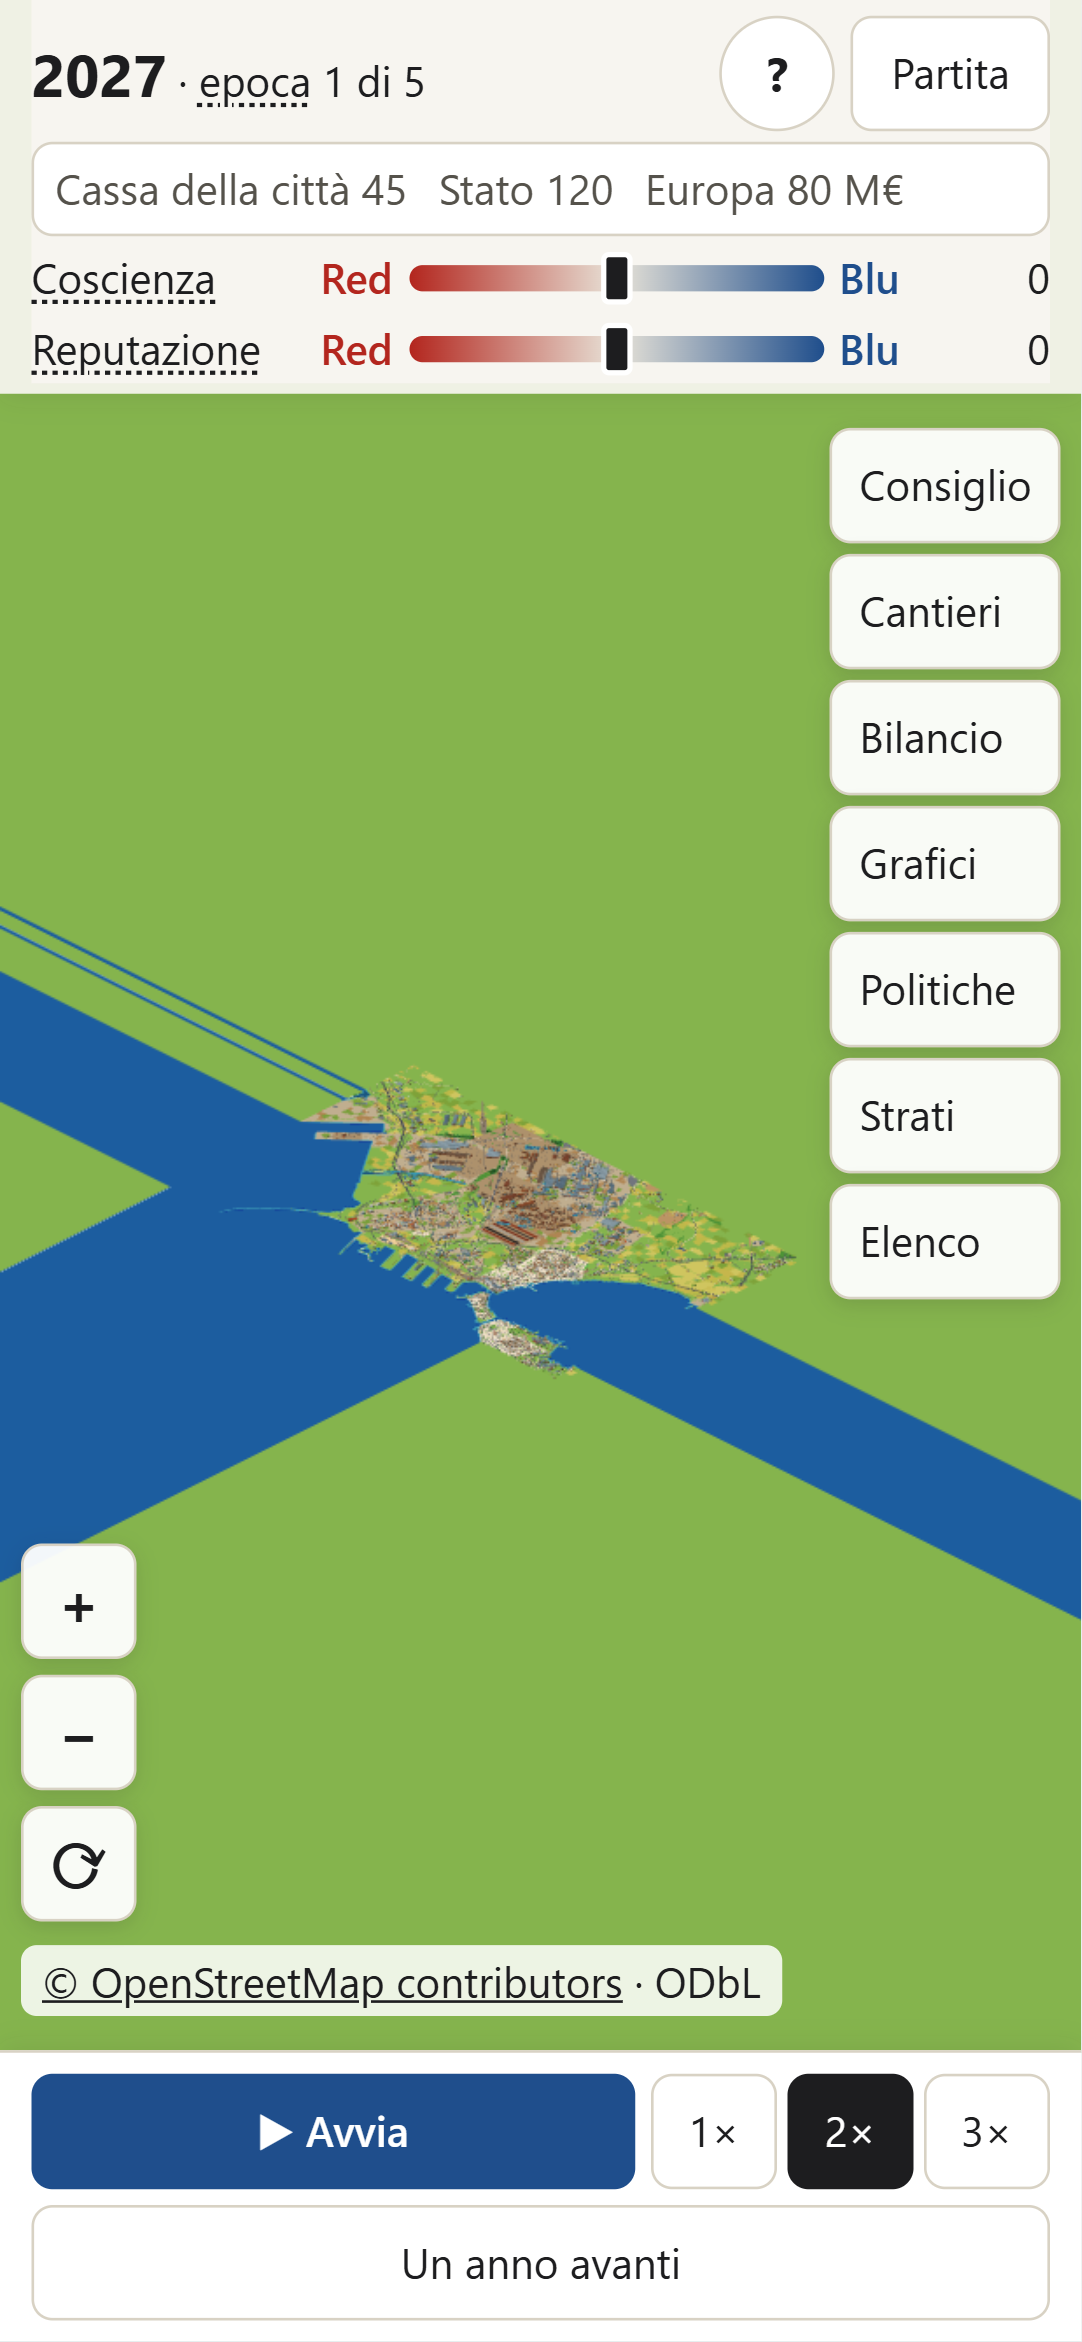 2027 · epoca 1 di 5
?
Partita
Cassa della città 45 Stato 120 Europa 80 M€
Coscienza Red Blu 0
Reputazione Red Blu 0
Consiglio
Cantieri
Bilancio
Grafici
Politiche
Strati
Elenco
+
−
⟳
© OpenStreetMap contributors · ODbL
▶ Avvia
1×
2×
3×
Un anno avanti